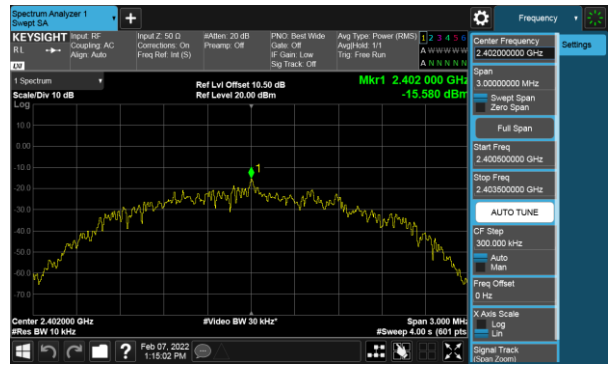 Spectrum Analyzer 1
Swept SA
+
Frequency
KEYSIGHT
RL
Input: RF
Coupling: AC
Align: Auto
Input Z: 50 Ω
Corrections: On
Freq Ref: Int (S)
#Atten: 20 dB
Preamp: Off
PNO: Best Wide
Gate: Off
IF Gain: Low
Sig Track: Off
Avg Type: Power (RMS)
Avg|Hold: 1/1
Trig: Free Run
1 2 3 4 5 6
A W W W W W
A N N N N N
LXI
1 Spectrum
Scale/Div 10 dB
Log
Ref Lvl Offset 10.50 dB
Ref Level 20.00 dBm
Mkr1 2.402 000 GHz
-15.580 dBm
1
10.0
0.00
-10.0
-20.0
-30.0
-40.0
-50.0
-60.0
-70.0
Center 2.402000 GHz
#Res BW 10 kHz
#Video BW 30 kHz*
Span 3.000 MHz
#Sweep 4.00 s (601 pts)
?
Feb 07, 2022
1:15:02 PM
Settings
Center Frequency
2.402000000 GHz
Span
3.00000000 MHz
Swept Span
Zero Span
Full Span
Start Freq
2.400500000 GHz
Stop Freq
2.403500000 GHz
AUTO TUNE
CF Step
300.000 kHz
Auto
Man
Freq Offset
0 Hz
X Axis Scale
Log
Lin
Signal Track
(Span Zoom)